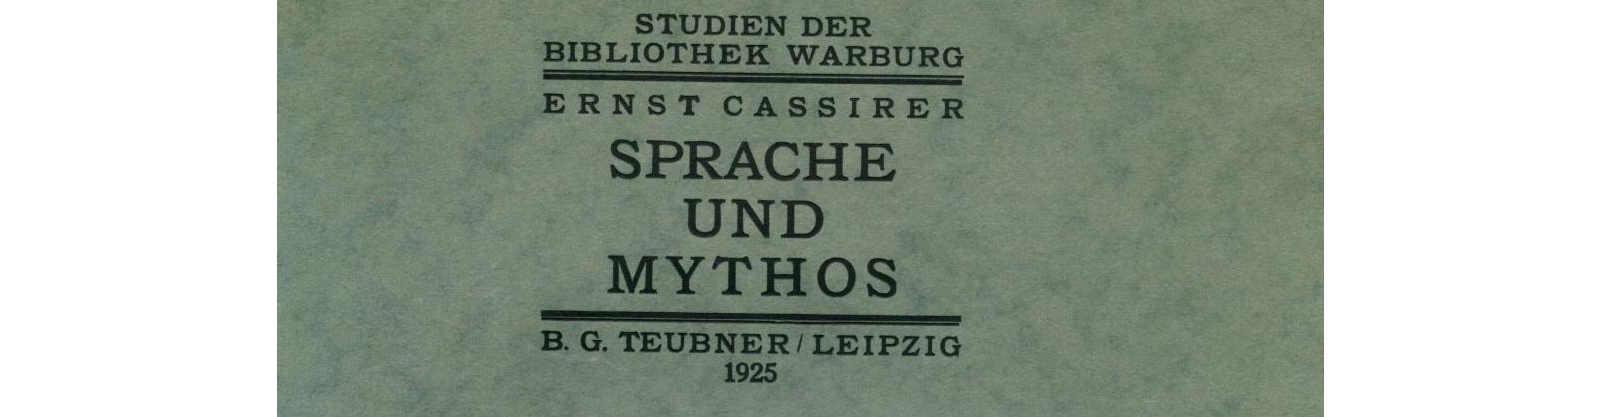 STUDIEN DER
BIBLIOTHEK WARBURG
ERNST CASSIRER
SPRACHE
UND
MYTHOS
B. G. TEUBNER / LEIPZIG
1925